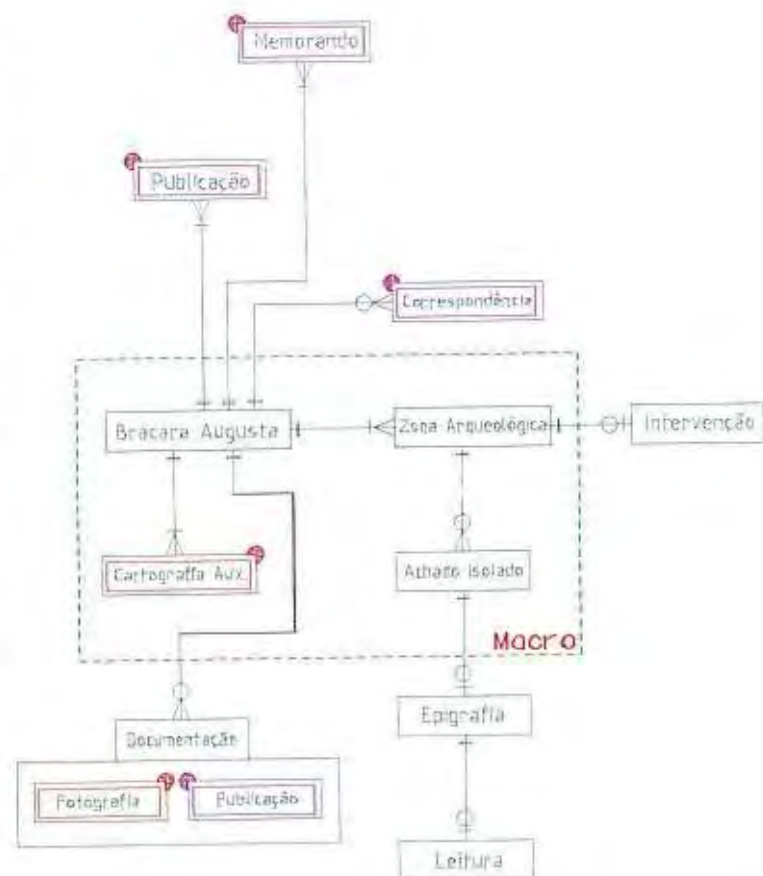 Memorando
Publicação
Correspondência
Bracara Augusta
Zona Arqueológica
Intervenção
Cartografia Aux.
Achado Isolado
Macro
Epigrafia
Documentação
Fotografia
Publicação
Leitura